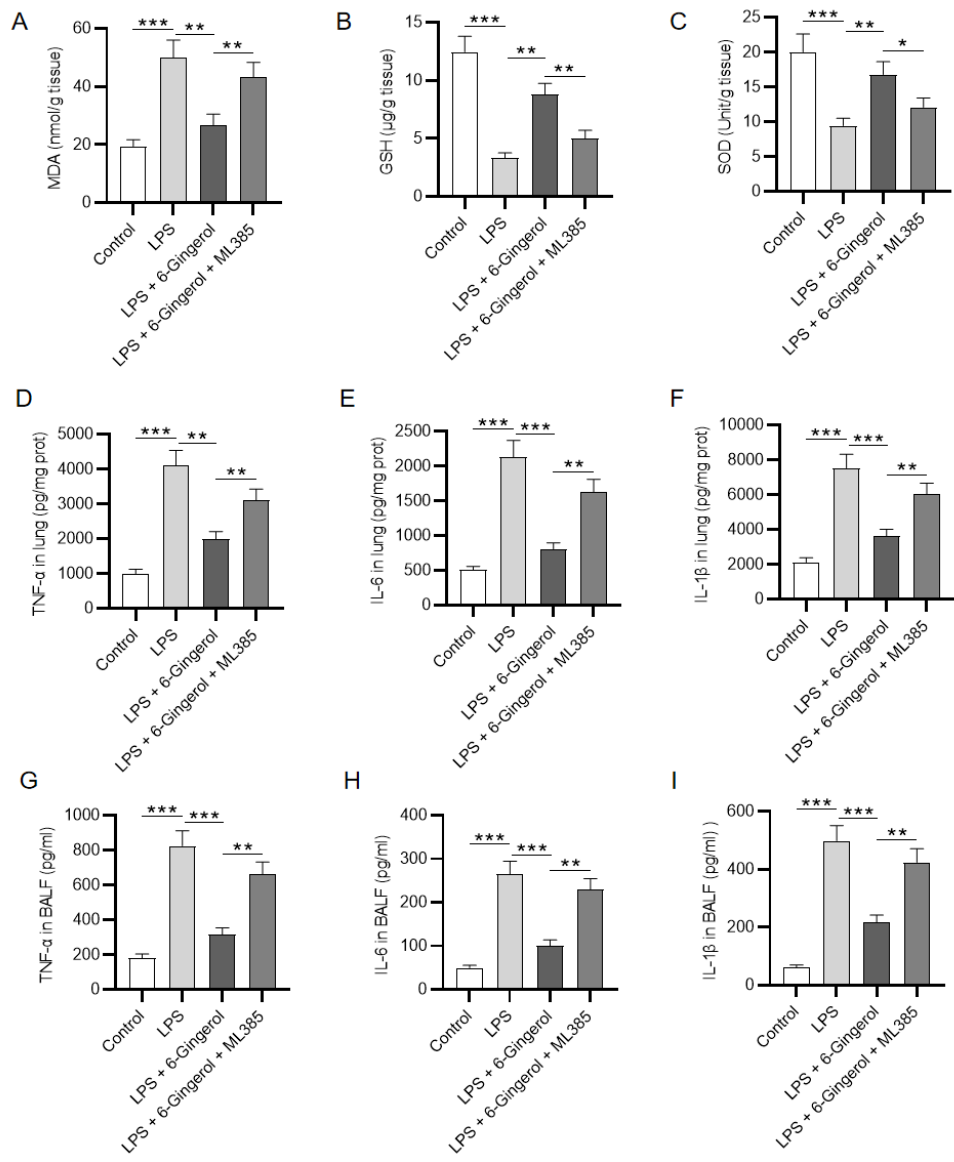 A
MDA (nmol/g tissue)
60
40
20
0
***
**
**
Control
LPS
LPS + 6-Gingerol
LPS + 6-Gingerol + ML385
B
GSH (μg/g tissue)
15
10
5
0
***
**
**
Control
LPS
LPS + 6-Gingerol
LPS + 6-Gingerol + ML385
C
SOD (Unit/g tissue)
25
20
15
10
5
0
***
**
*
Control
LPS
LPS + 6-Gingerol
LPS + 6-Gingerol + ML385
D
TNF-α in lung (pg/mg prot)
5000
4000
3000
2000
1000
0
***
**
**
Control
LPS
LPS + 6-Gingerol
LPS + 6-Gingerol + ML385
E
IL-6 in lung (pg/mg prot)
2500
2000
1500
1000
500
0
***
***
**
Control
LPS
LPS + 6-Gingerol
LPS + 6-Gingerol + ML385
F
IL-1β in lung (pg/mg prot)
10000
8000
6000
4000
2000
0
***
***
**
Control
LPS
LPS + 6-Gingerol
LPS + 6-Gingerol + ML385
G
TNF-α in BALF (pg/ml)
1000
800
600
400
200
0
***
***
**
Control
LPS
LPS + 6-Gingerol
LPS + 6-Gingerol + ML385
H
IL-6 in BALF (pg/ml)
400
300
200
100
0
***
***
**
Control
LPS
LPS + 6-Gingerol
LPS + 6-Gingerol + ML385
I
IL-1β in BALF (pg/ml) )
600
400
200
0
***
***
**
Control
LPS
LPS + 6-Gingerol
LPS + 6-Gingerol + ML385